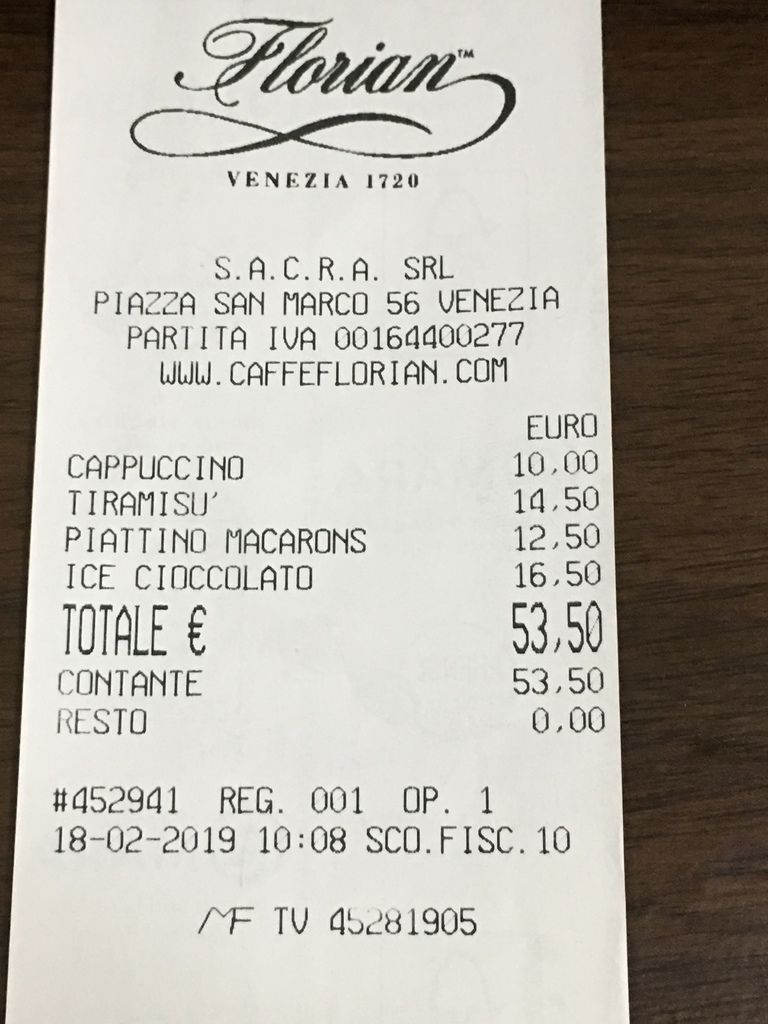 Florian™
VENEZIA 1720
S.A.C.R.A. SRL
PIAZZA SAN MARCO 56 VENEZIA
PARTITA IVA 00164400277
WWW.CAFFEFLORIAN.COM
EURO
CAPPUCCINO 10,00
TIRAMISU' 14,50
PIATTINO MACARONS 12,50
ICE CIOCCOLATO 16,50
TOTALE € 53,50
CONTANTE 53,50
RESTO 0,00
#452941 REG. 001 OP. 1
18-02-2019 10:08 SCO.FISC.10
MF TV 45281905